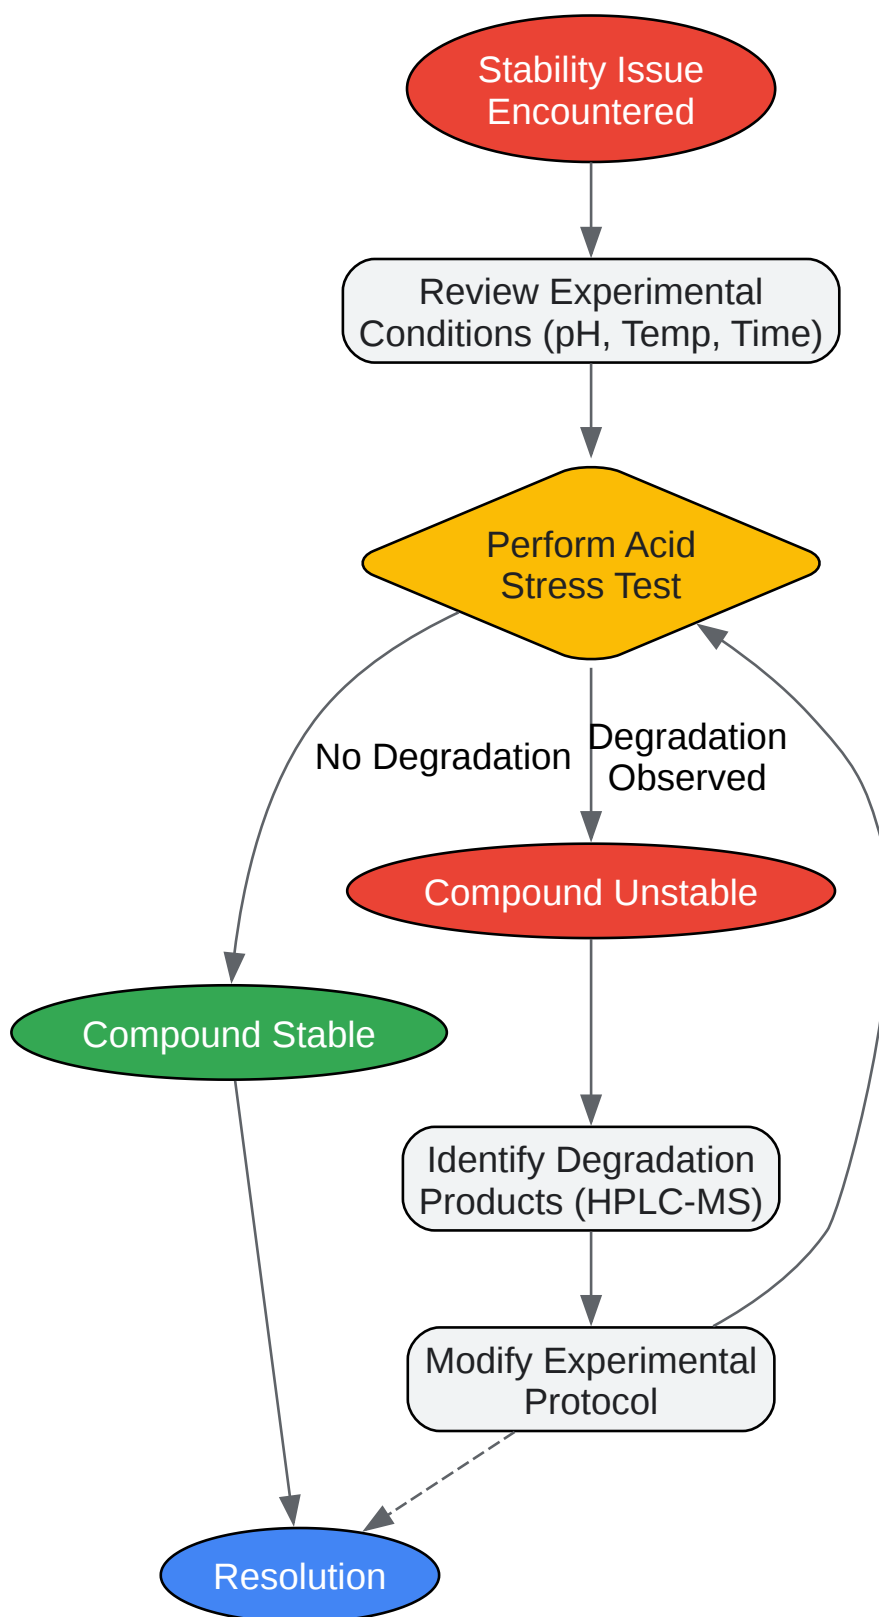 Stability Issue
Encountered
Review Experimental
Conditions (pH, Temp, Time)
Perform Acid
Stress Test
No Degradation
Degradation
Observed
Compound Unstable
Compound Stable
Identify Degradation
Products (HPLC-MS)
Modify Experimental
Protocol
Resolution